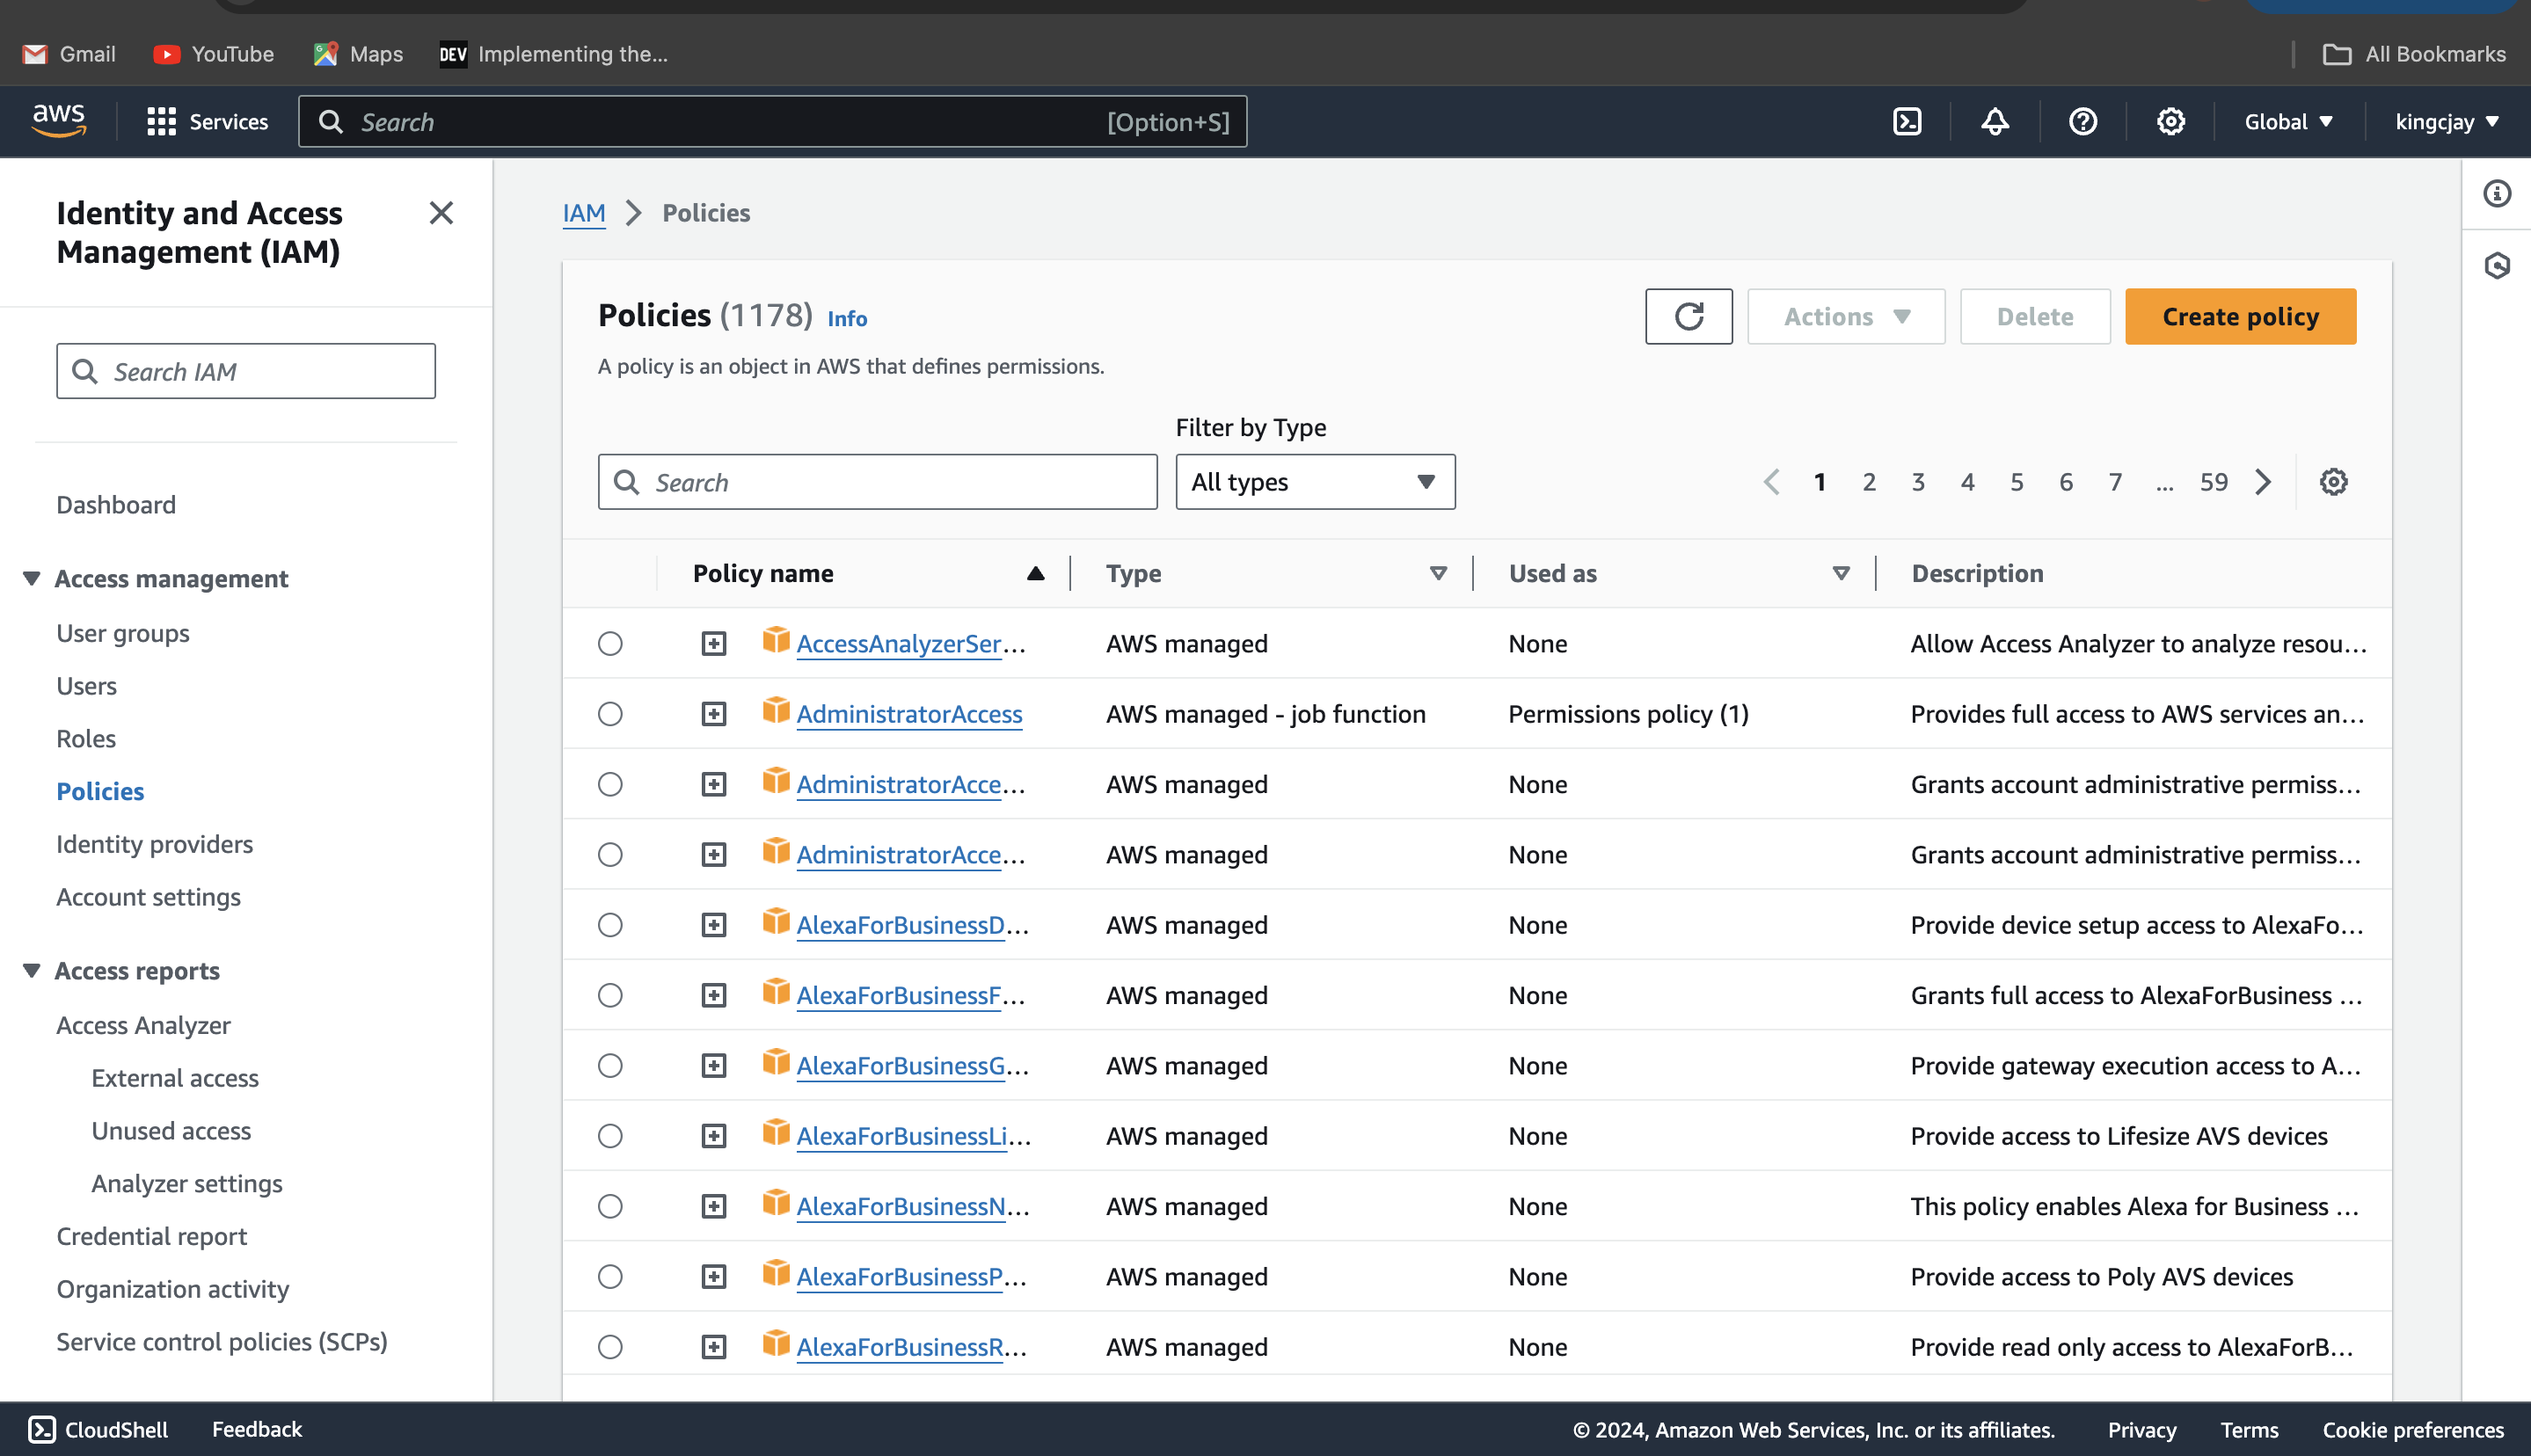 Gmail YouTube Maps DEV Implementing the... All Bookmarks
aws Services Search [Option+S] Global kingcjay
Identity and Access
Management (IAM)
Search IAM
Dashboard
Access management
User groups
Users
Roles
Policies
Identity providers
Account settings
Access reports
Access Analyzer
External access
Unused access
Analyzer settings
Credential report
Organization activity
Service control policies (SCPs)
IAM > Policies
Policies (1178) Info
Actions Delete Create policy
A policy is an object in AWS that defines permissions.
Filter by Type
Search All types 1 2 3 4 5 6 7 ... 59
Policy name Type Used as Description
AccessAnalyzerSer... AWS managed None Allow Access Analyzer to analyze resou...
AdministratorAccess AWS managed - job function Permissions policy (1) Provides full access to AWS services an...
AdministratorAcce... AWS managed None Grants account administrative permiss...
AdministratorAcce... AWS managed None Grants account administrative permiss...
AlexaForBusinessD... AWS managed None Provide device setup access to AlexaFo...
AlexaForBusinessF... AWS managed None Grants full access to AlexaForBusiness ...
AlexaForBusinessG... AWS managed None Provide gateway execution access to A...
AlexaForBusinessLi... AWS managed None Provide access to Lifesize AVS devices
AlexaForBusinessN... AWS managed None This policy enables Alexa for Business ...
AlexaForBusinessP... AWS managed None Provide access to Poly AVS devices
AlexaForBusinessR... AWS managed None Provide read only access to AlexaForB...
CloudShell Feedback © 2024, Amazon Web Services, Inc. or its affiliates. Privacy Terms Cookie preferences